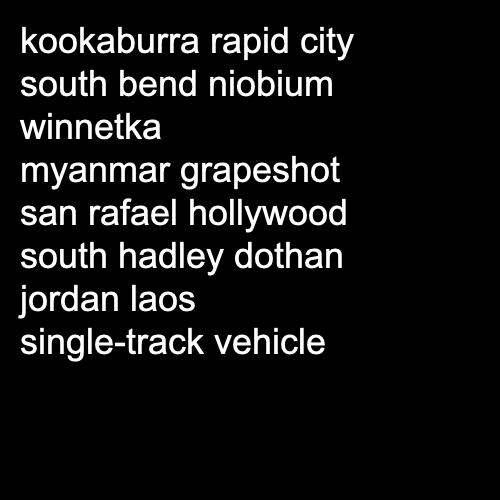 kookaburra rapid city
south bend niobium
winnetka
myanmar grapeshot
san rafael hollywood
south hadley dothan
jordan laos
single-track vehicle